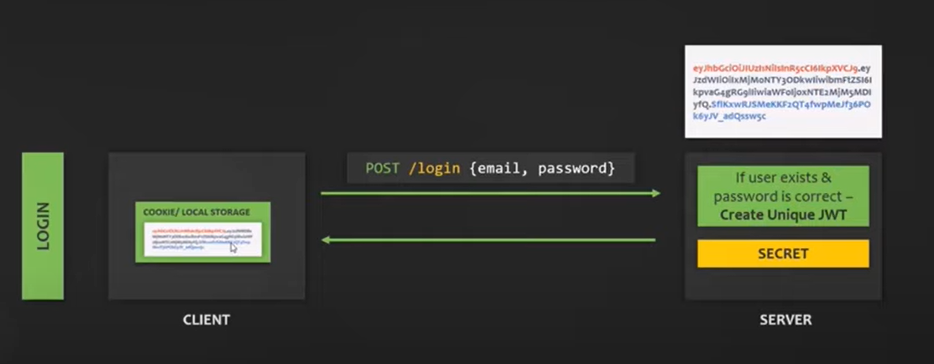 eyJhbGciOiJIUzI1NiIsInR5cCI6IkpXVCJ9.ey
JzdWIiOiIxMjM0NTY3ODkwIiwibmFtZSI6I
kpvaG4gRG9lIiwiaWF0IjoxNTE2MjM5MDI
yfQ.SflKxwRJSMeKKF2QT4fwpMeJf36PO
k6yJV_adQssw5c
LOGIN
POST /login {email, password}
If user exists &
password is correct –
Create Unique JWT
COOKIE/ LOCAL STORAGE
SECRET
CLIENT
SERVER